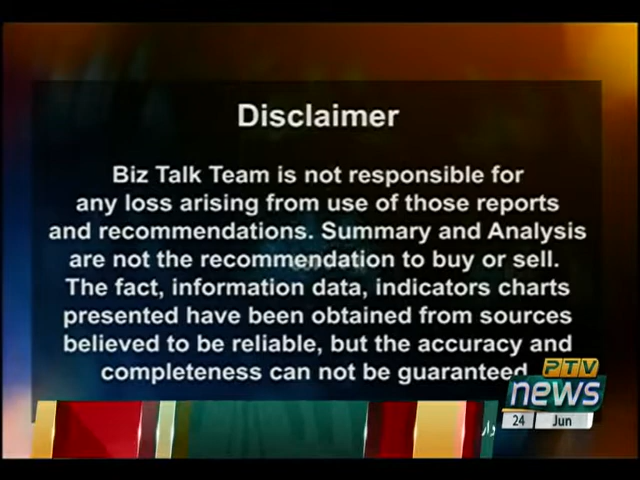 Disclaimer
Biz Talk Team is not responsible for
any loss arising from use of those reports
and recommendations. Summary and Analysis
are not the recommendation to buy or sell.
The fact, information data, indicators charts
presented have been obtained from sources
believed to be reliable, but the accuracy and
completeness can not be guaranteed
PTV
news
24 Jun